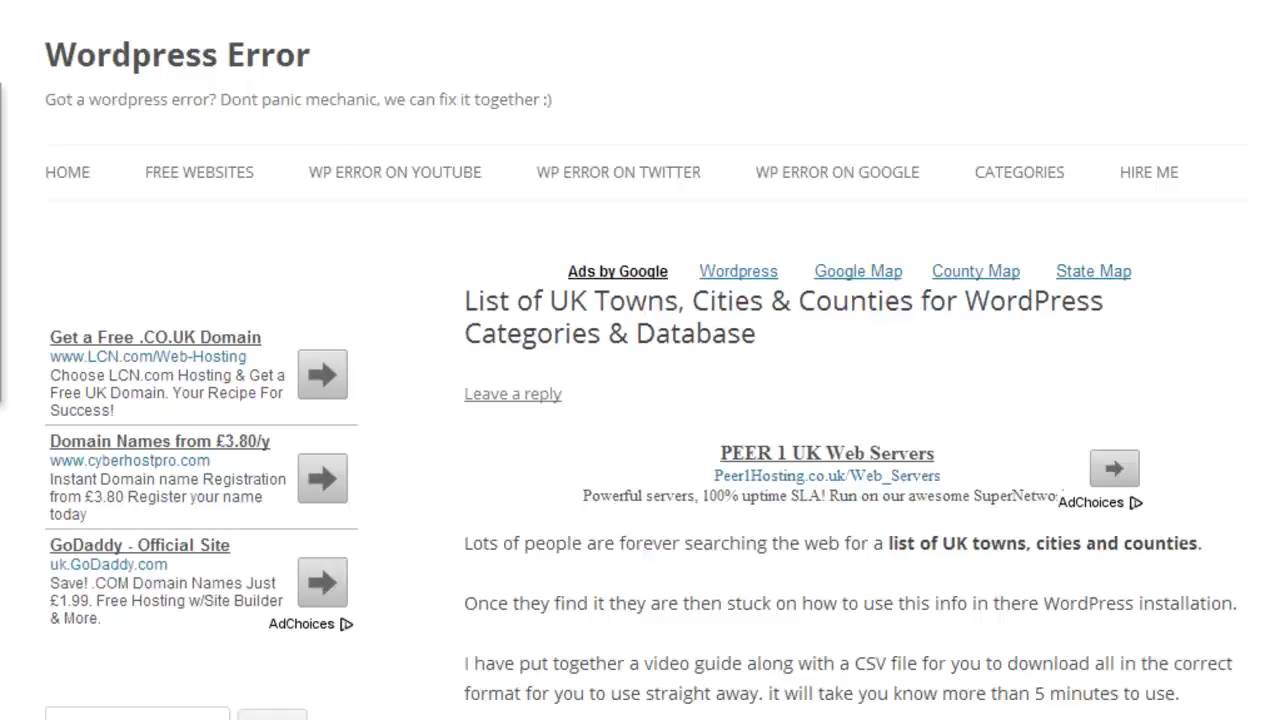 Wordpress Error
Got a wordpress error? Dont panic mechanic, we can fix it together :)
HOME FREE WEBSITES WP ERROR ON YOUTUBE WP ERROR ON TWITTER WP ERROR ON GOOGLE CATEGORIES HIRE ME
Get a Free .CO.UK Domain
www.LCN.com/Web-Hosting
Choose LCN.com Hosting & Get a
Free UK Domain. Your Recipe For
Success!
Domain Names from £3.80/y
www.cyberhostpro.com
Instant Domain name Registration
from £3.80 Register your name
today
GoDaddy - Official Site
uk.GoDaddy.com
Save! .COM Domain Names Just
£1.99. Free Hosting w/Site Builder
& More.
AdChoices
Ads by Google Wordpress Google Map County Map State Map
List of UK Towns, Cities & Counties for WordPress
Categories & Database
Leave a reply
PEER 1 UK Web Servers
Peer1Hosting.co.uk/Web_Servers
Powerful servers, 100% uptime SLA! Run on our awesome
AdChoices
Lots of people are forever searching the web for a list of UK towns, cities and counties.
Once they find it they are then stuck on how to use this info in there WordPress installation.
I have put together a video guide along with a CSV file for you to download all in the correct
format for you to use straight away. it will take you know more than 5 minutes to use.